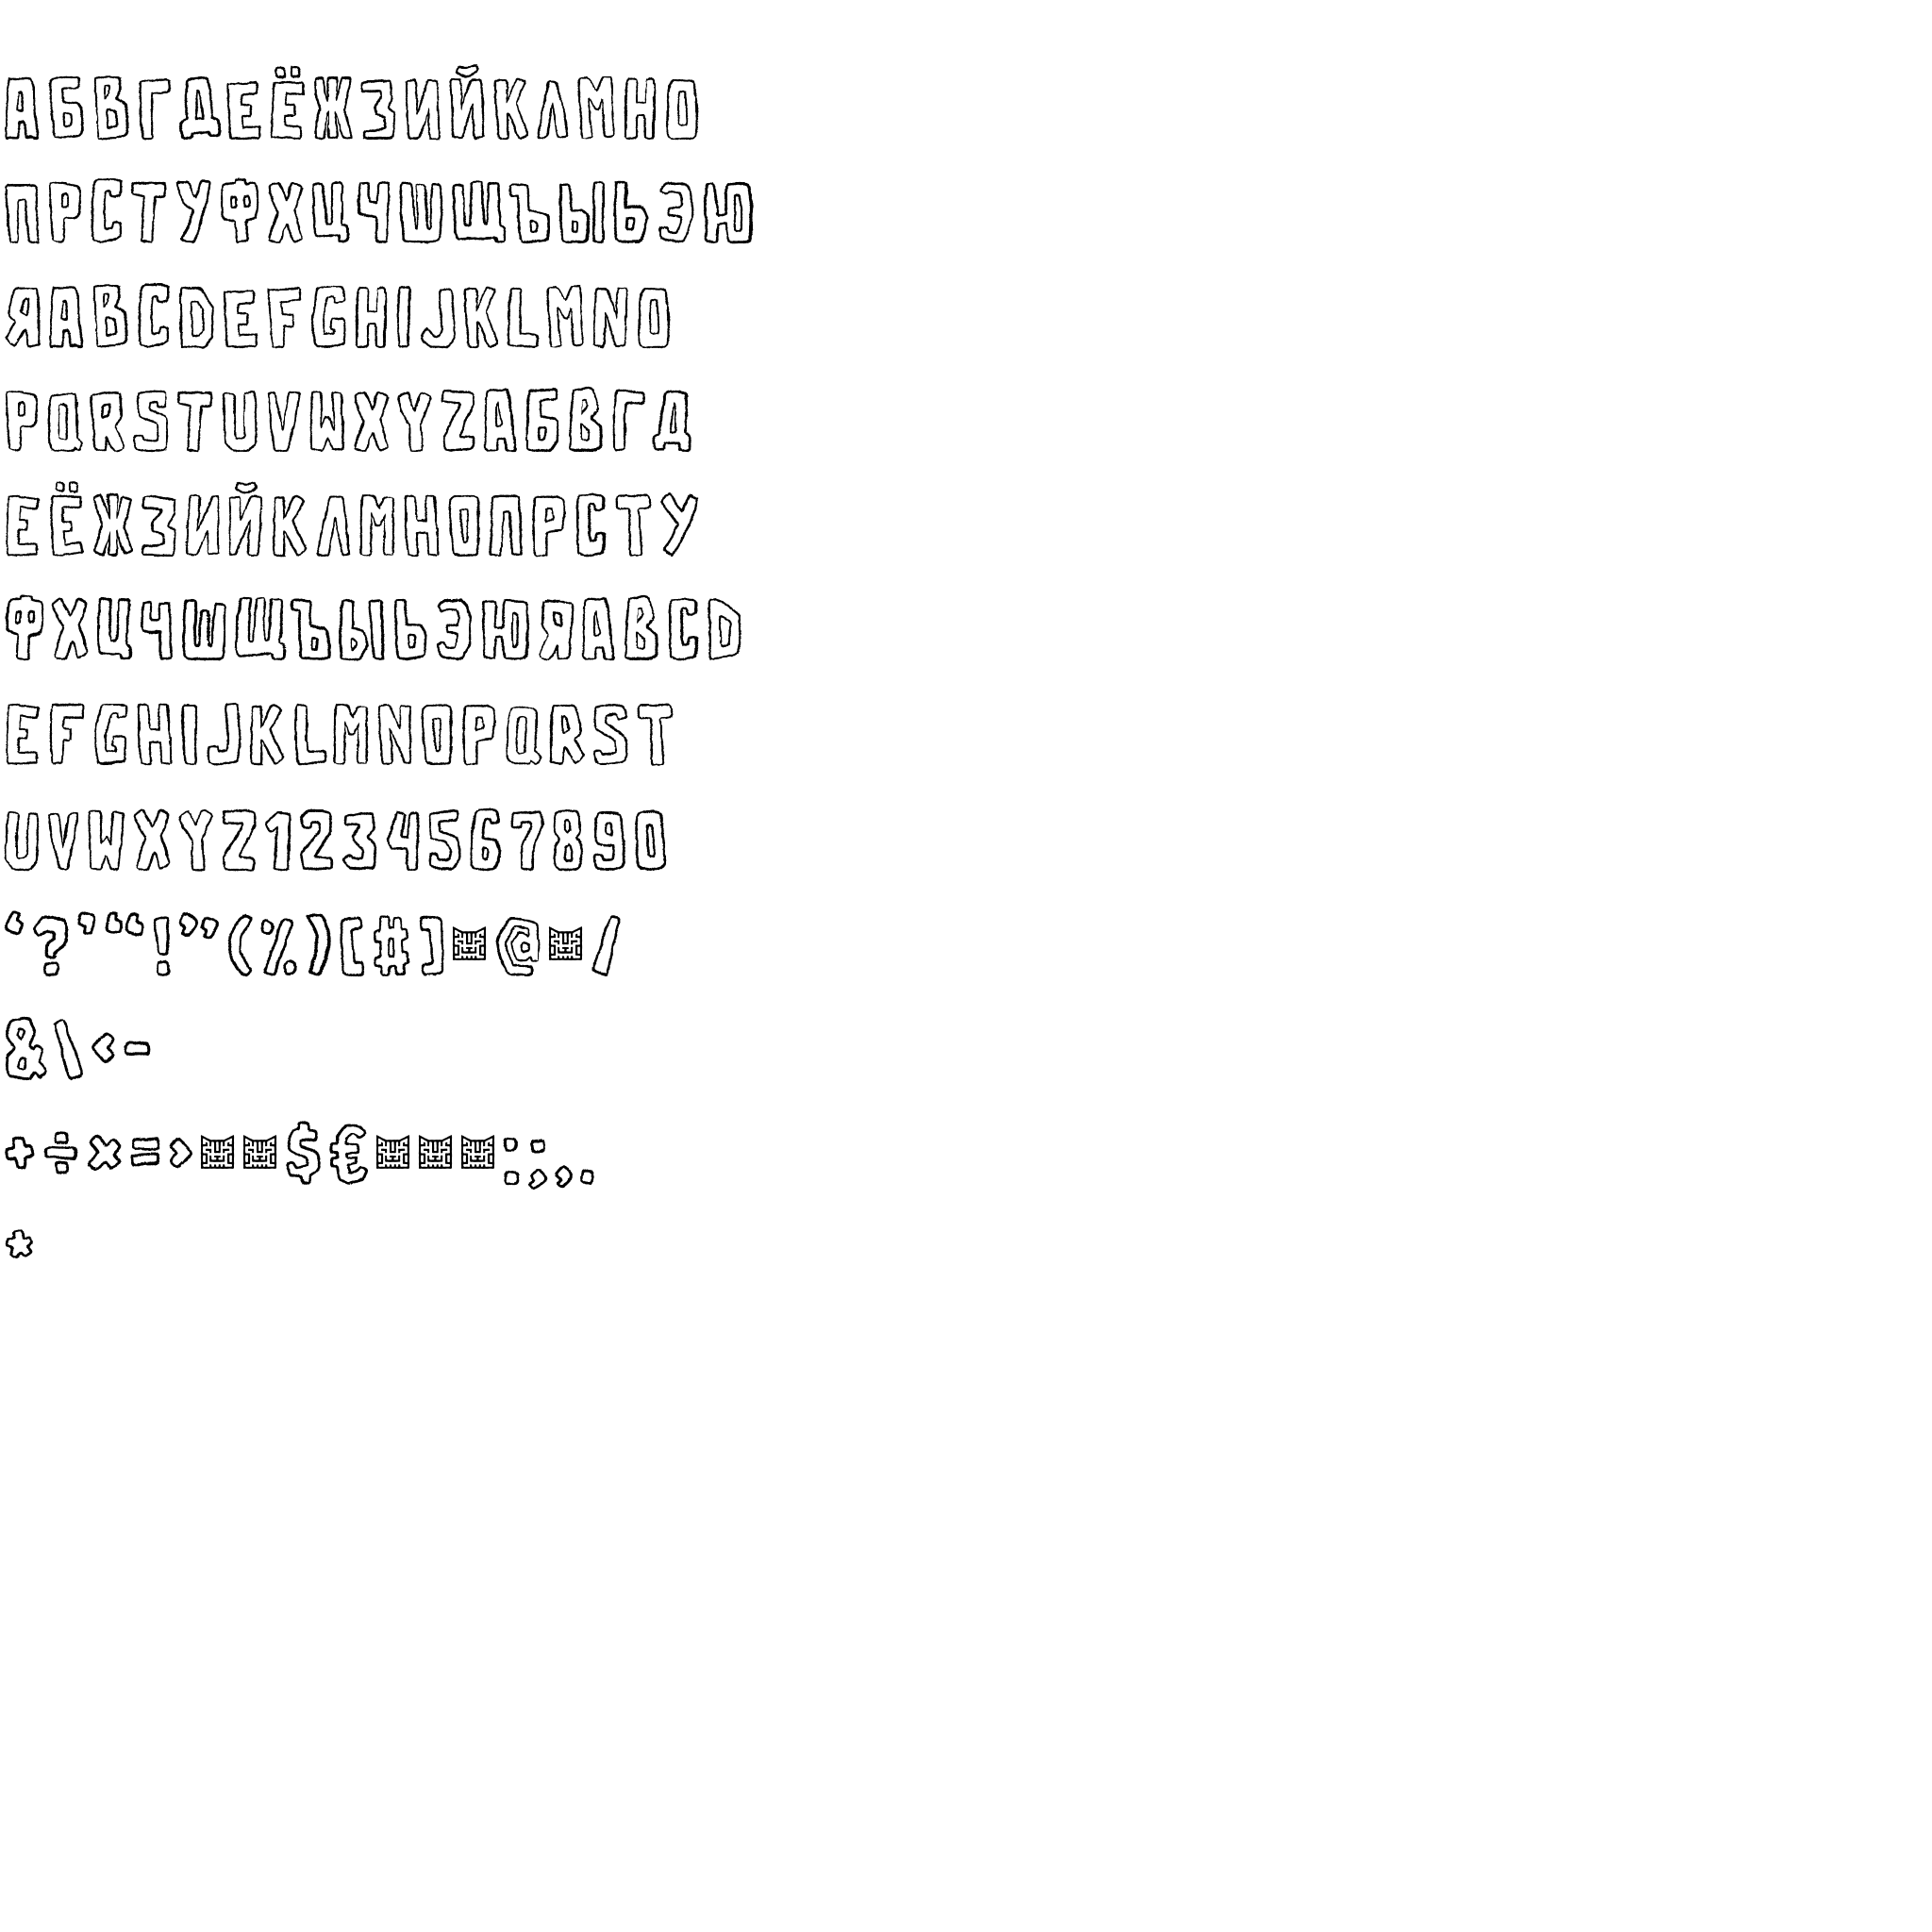 АБВГДЕЁЖЗИЙКЛМНО
ПРСТУФХЦЧШЩЪЫЬЭЮ
ЯABCDEFGHIJKLMNO
PQRSTUVWXYZАБВГД
ЕЁЖЗИЙКЛМНОПРСТУ
ФХЦЧШЩЪЫЬЭЮЯABCD
EFGHIJKLMNOPQRST
UVWXYZ1234567890
‘?’“!”(%)[#]@/
&\<-
+÷×=>$€:;,.
*